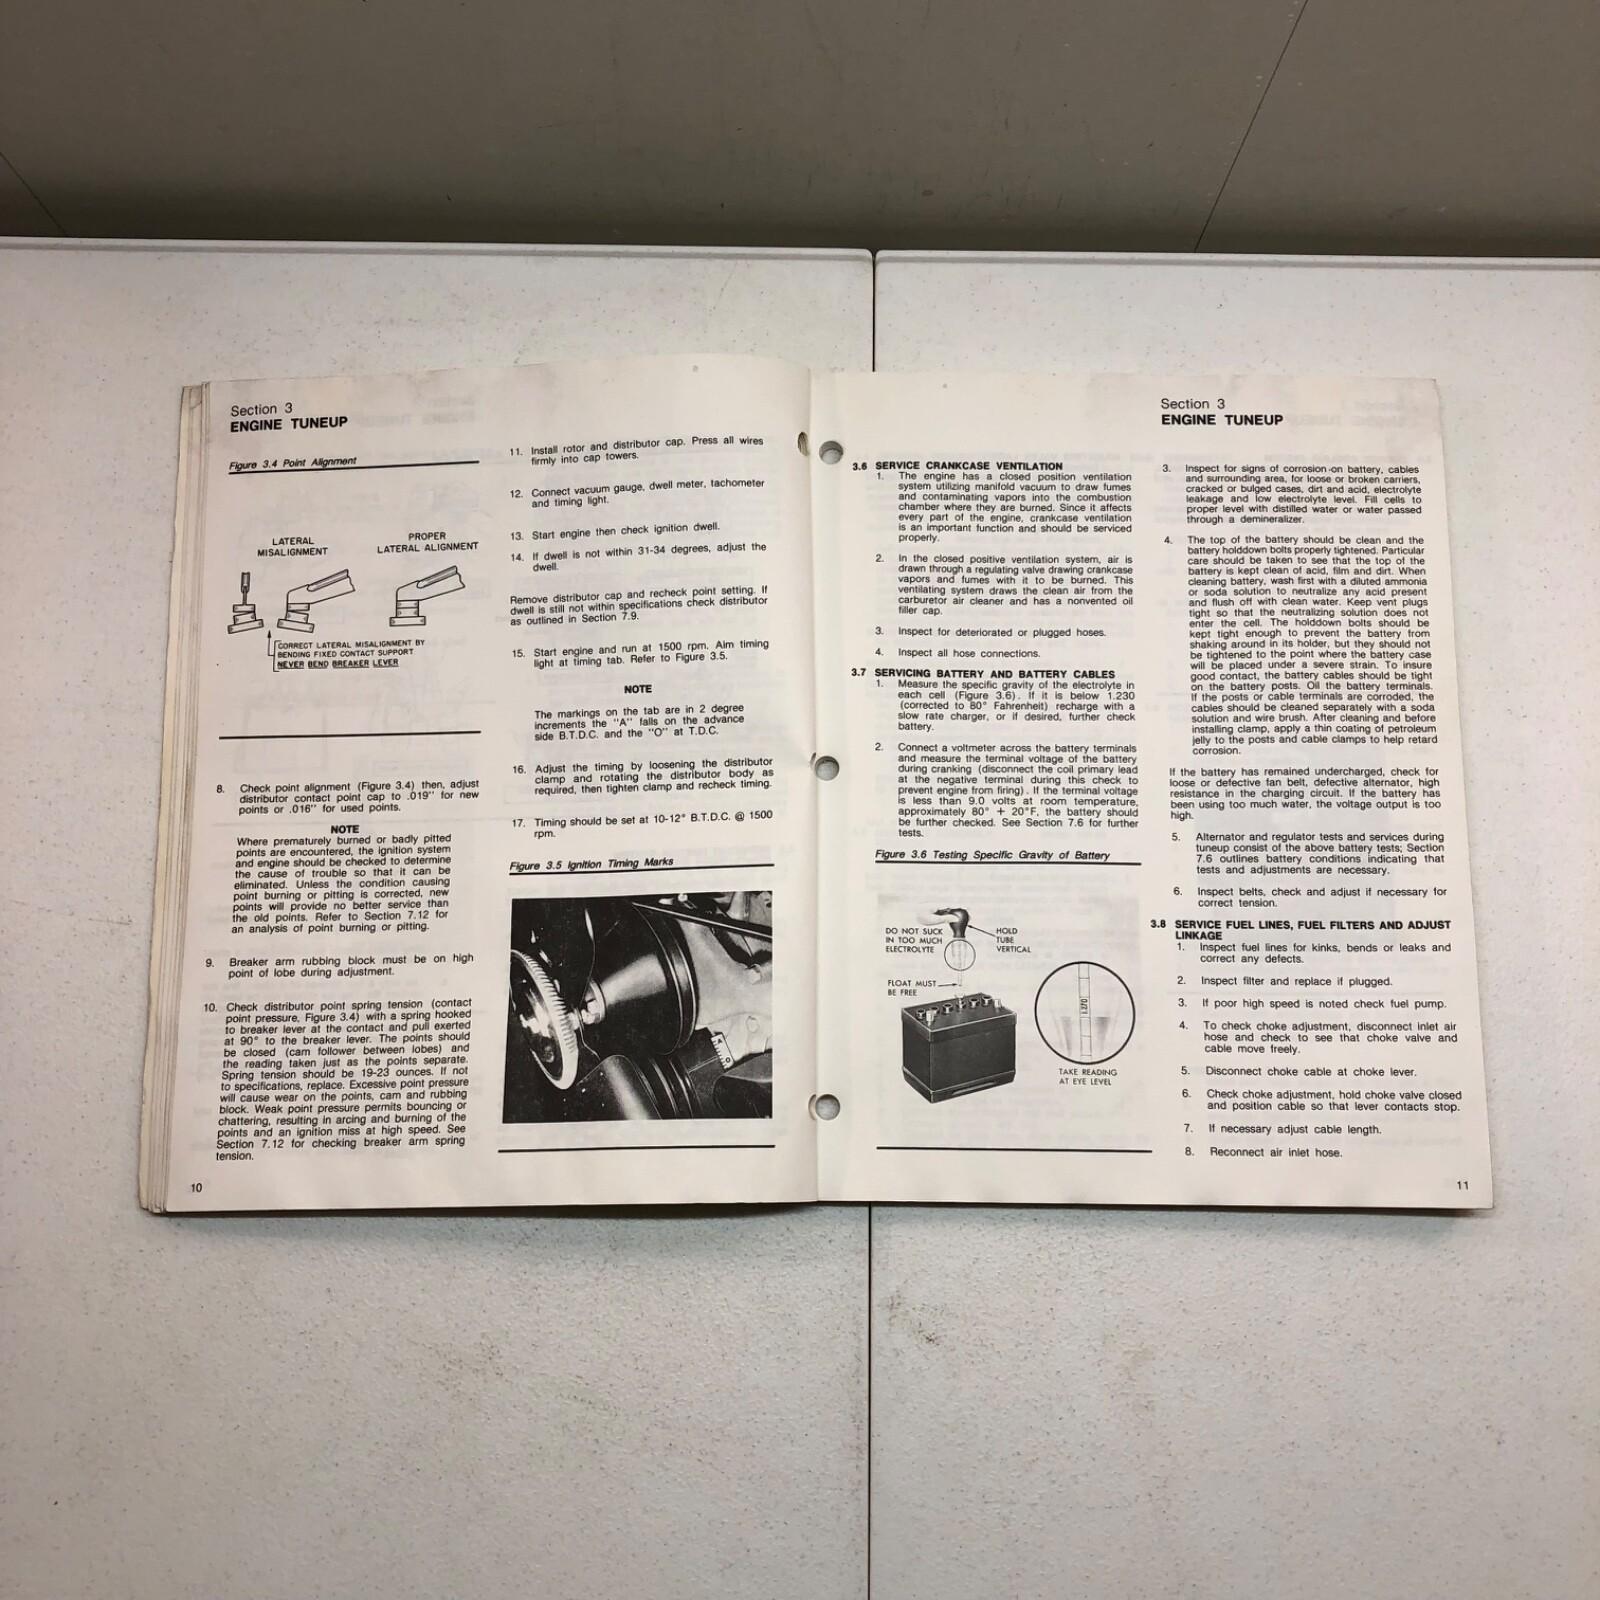 Section 3
ENGINE TUNEUP
Figure 3.4 Point Alignment
LATERAL
MISALIGNMENT
PROPER
LATERAL ALIGNMENT
CORRECT LATERAL MISALIGNMENT BY
BENDING FIXED CONTACT SUPPORT
NEVER BEND BREAKER LEVER
8. Check point alignment (Figure 3.4) then, adjust
distributor contact point cap to .019" for new
points or .016" for used points.
NOTE
Where prematurely burned or badly pitted
points are encountered, the ignition system
and engine should be checked to determine
the cause of trouble so that it can be
eliminated. Unless the condition causing
point burning or pitting is corrected, new
points will provide no better service than
the old points. Refer to Section 7.12 for
an analysis of point burning or pitting.
9. Breaker arm rubbing block must be on high
point of lobe during adjustment.
10. Check distributor point spring tension (contact
point pressure, Figure 3.4) with a spring hooked
to breaker lever at the contact and pull exerted
at 90° to the breaker lever. The points should
be closed (cam follower between lobes) and
the reading taken just as the points separate.
Spring tension should be 19-23 ounces. If not
to specifications, replace. Excessive point pressure
will cause wear on the points, cam and rubbing
block. Weak point pressure permits bouncing or
chattering, resulting in arcing and burning of the
points and an ignition miss at high speed. See
Section 7.12 for checking breaker arm spring
tension.
10
11. Install rotor and distributor cap. Press all wires
firmly into cap towers.
12. Connect vacuum gauge, dwell meter, tachometer
and timing light.
13. Start engine then check ignition dwell.
14. If dwell is not within 31-34 degrees, adjust the
dwell.
Remove distributor cap and recheck point setting. If
dwell is still not within specifications check distributor
as outlined in Section 7.9.
15. Start engine and run at 1500 rpm. Aim timing
light at timing tab. Refer to Figure 3.5.
NOTE
The markings on the tab are in 2 degree
increments the "A" falls on the advance
side B.T.D.C. and the "O" at T.D.C.
16. Adjust the timing by loosening the distributor
clamp and rotating the distributor body as
required, then tighten clamp and recheck timing.
17. Timing should be set at 10-12° B.T.D.C. @ 1500
rpm.
Figure 3.5 Ignition Timing Marks
Section 3
ENGINE TUNEUP
3.6 SERVICE CRANKCASE VENTILATION
1. The engine has a closed position ventilation
system utilizing manifold vacuum to draw fumes
and contaminating vapors into the combustion
chamber where they are burned. Since it affects
every part of the engine, crankcase ventilation
is an important function and should be serviced
properly.
2. In the closed positive ventilation system, air is
drawn through a regulating valve drawing crankcase
vapors and fumes with it to be burned. This
ventilating system draws the clean air from the
carburetor air cleaner and has a nonvented oil
filler cap.
3. Inspect for deteriorated or plugged hoses.
4. Inspect all hose connections.
3.7 SERVICING BATTERY AND BATTERY CABLES
1. Measure the specific gravity of the electrolyte in
each cell (Figure 3.6). If it is below 1.230
(corrected to 80° Fahrenheit) recharge with a
slow rate charger, or if desired, further check
battery.
2. Connect a voltmeter across the battery terminals
and measure the terminal voltage of the battery
during cranking (disconnect the coil primary lead
at the negative terminal during this check to
prevent engine from firing). If the terminal voltage
is less than 9.0 volts at room temperature,
approximately 80° + 20°F, the battery should
be further checked. See Section 7.6 for further
tests.
Figure 3.6 Testing Specific Gravity of Battery
DO NOT SUCK
IN TOO MUCH
ELECTROLYTE
HOLD
TUBE
VERTICAL
FLOAT MUST
BE FREE
1.270
TAKE READING
AT EYE LEVEL
3. Inspect for signs of corrosion on battery, cables
and surrounding area, for loose or broken carriers,
cracked or bulged cases, dirt and acid, electrolyte
leakage and low electrolyte level. Fill cells to
proper level with distilled water or water passed
through a demineralizer.
4. The top of the battery should be clean and the
battery holddown bolts properly tightened. Particular
care should be taken to see that the top of the
battery is kept clean of acid, film and dirt. When
cleaning battery, wash first with a diluted ammonia
or soda solution to neutralize any acid present
and flush off with clean water. Keep vent plugs
tight so that the neutralizing solution does not
enter the cell. The holddown bolts should be
kept tight enough to prevent the battery from
shaking around in its holder, but they should not
be tightened to the point where the battery case
will be placed under a severe strain. To insure
good contact, the battery cables should be tight
on the battery posts. Oil the battery terminals.
If the posts or cable terminals are corroded, the
cables should be cleaned separately with a soda
solution and wire brush. After cleaning and before
installing clamp, apply a thin coating of petroleum
jelly to the posts and cable clamps to help retard
corrosion.
If the battery has remained undercharged, check for
loose or defective fan belt, defective alternator, high
resistance in the charging circuit. If the battery has
been using too much water, the voltage output is too
high.
5. Alternator and regulator tests and services during
tuneup consist of the above battery tests; Section
7.6 outlines battery conditions indicating that
tests and adjustments are necessary.
6. Inspect belts, check and adjust if necessary for
correct tension.
3.8 SERVICE FUEL LINES, FUEL FILTERS AND ADJUST
LINKAGE
1. Inspect fuel lines for kinks, bends or leaks and
correct any defects.
2. Inspect filter and replace if plugged.
3. If poor high speed is noted check fuel pump.
4. To check choke adjustment, disconnect inlet air
hose and check to see that choke valve and
cable move freely.
5. Disconnect choke cable at choke lever.
6. Check choke adjustment, hold choke valve closed
and position cable so that lever contacts stop.
7. If necessary adjust cable length.
8. Reconnect air inlet hose.
11